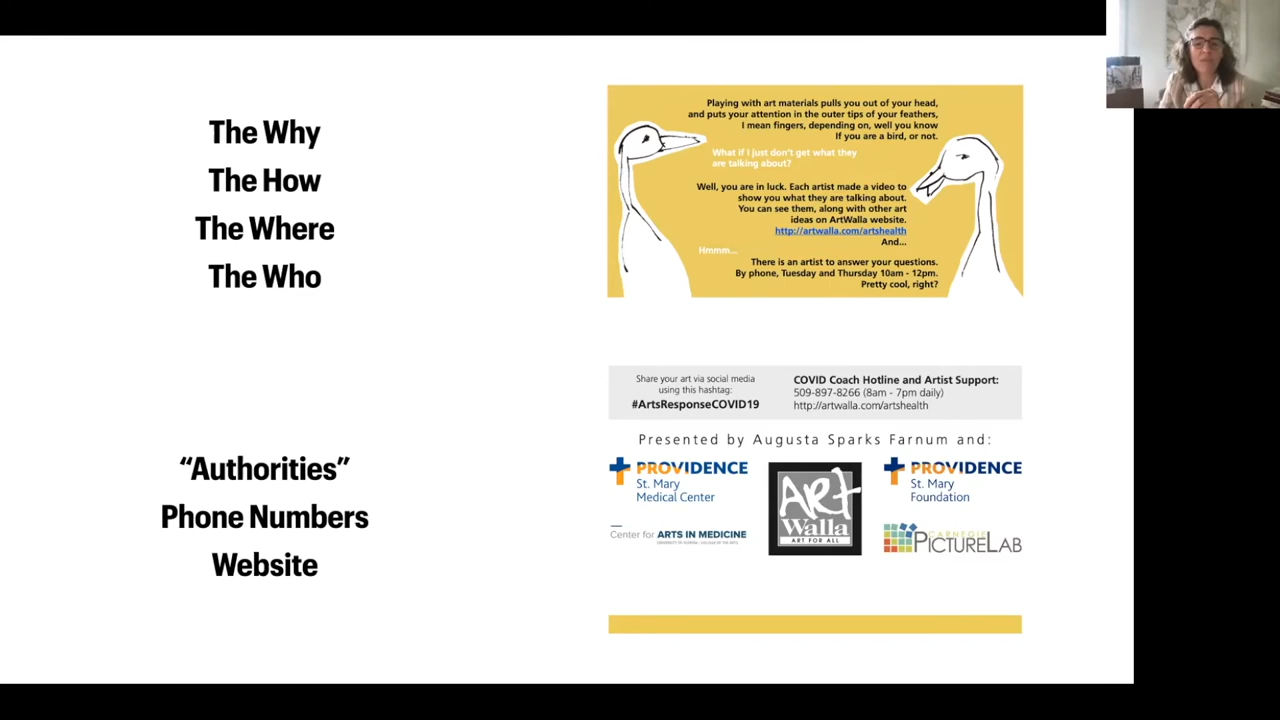 The Why
The How
The Where
The Who
“Authorities”
Phone Numbers
Website
Playing with art materials pulls you out of your head,
and puts your attention in the outer tips of your feathers,
I mean fingers, depending on, well you know
If you are a bird, or not.
What if I just don't get what they
are talking about?
Well, you are in luck. Each artist made a video to
show you what they are talking about.
You can see them, along with other art
ideas on ArtWalla website.
http://artwalla.com/artshealth
And...
Hmmm...
There is an artist to answer your questions.
By phone, Tuesday and Thursday 10am - 12pm.
Pretty cool, right?
Share your art via social media
using this hashtag:
#ArtsResponseCOVID19
COVID Coach Hotline and Artist Support:
509-897-8266 (8am - 7pm daily)
http://artwalla.com/artshealth
Presented by Augusta Sparks Farnum and:
PROVIDENCE
St. Mary
Medical Center
Center for ARTS IN MEDICINE
UNIVERSITY OF FLORIDA • COLLEGE OF THE ARTS
ART
Walla
ART FOR ALL
PROVIDENCE
St. Mary
Foundation
CARNEGIE
PICTURELAB